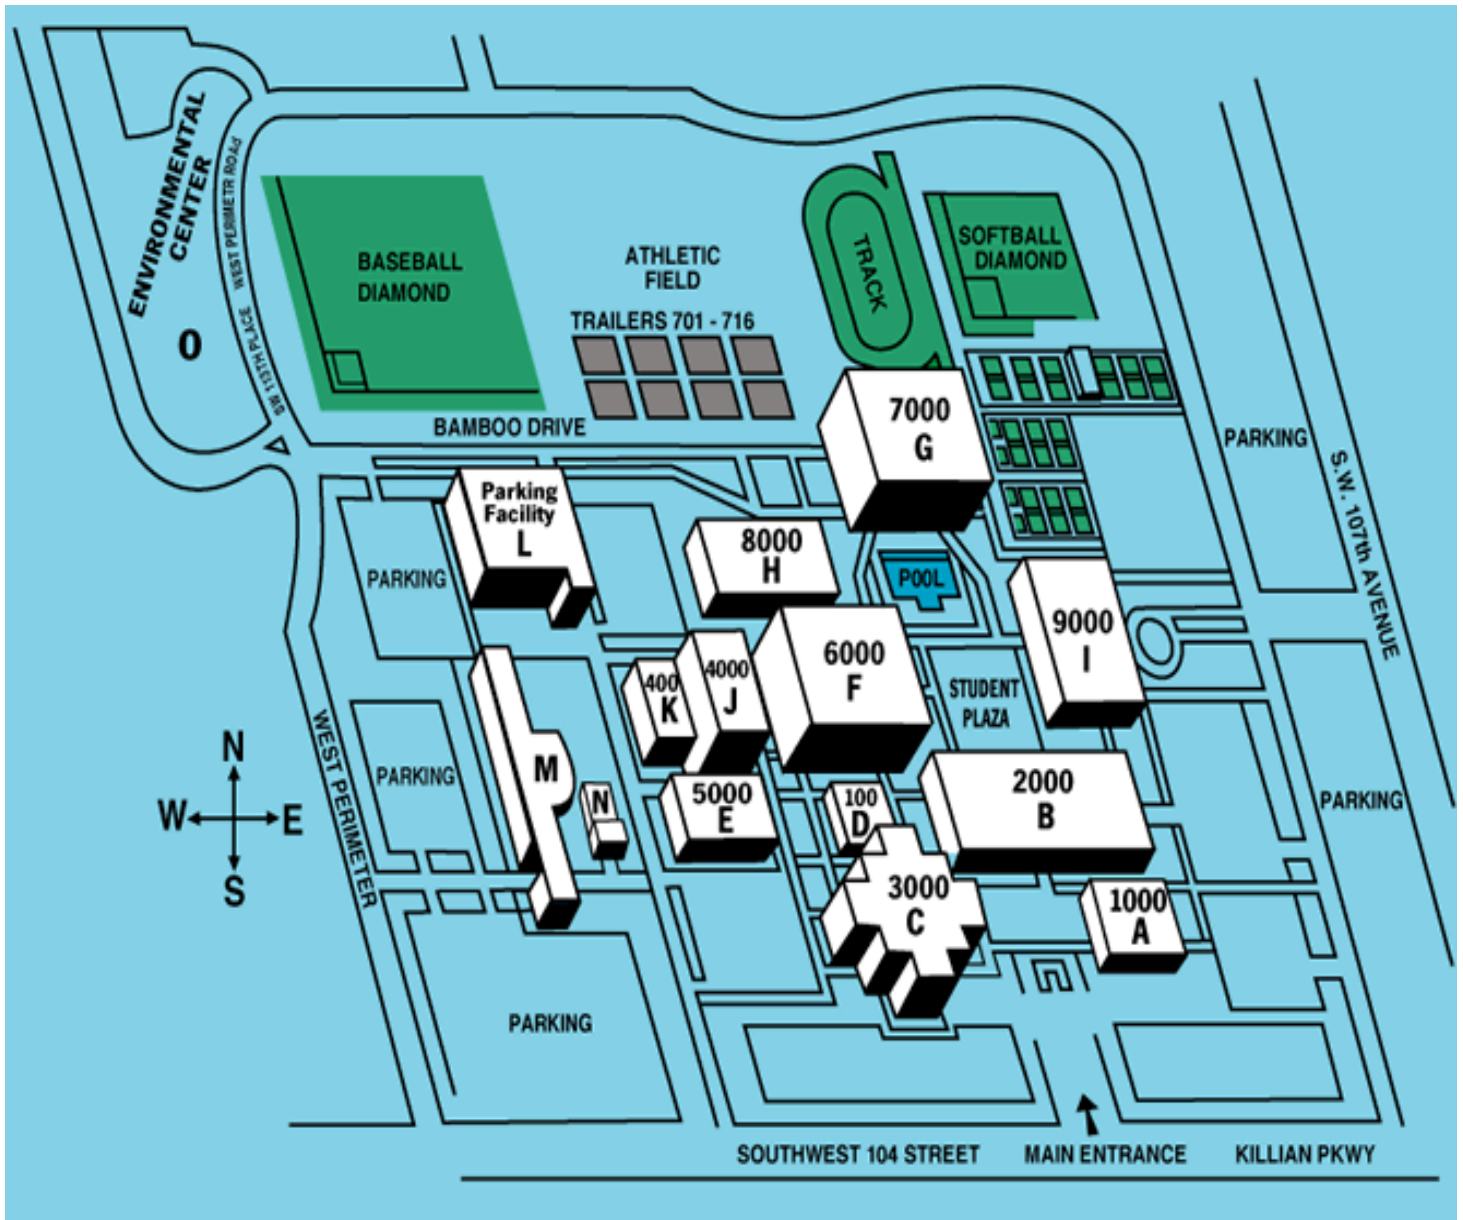 ENVIRONMENTAL
CENTER
O
WEST PERIMETR ROAd
SW 113TH PLACE
BASEBALL
DIAMOND
ATHLETIC
FIELD
TRAILERS 701 - 716
TRACK
SOFTBALL
DIAMOND
BAMBOO DRIVE
7000
G
PARKING
S.W. 107th AVENUE
Parking
Facility
L
8000
H
POOL
PARKING
9000
I
400
K
4000
J
6000
F
STUDENT
PLAZA
WEST PERIMETER
N
W
E
S
PARKING
M
N
5000
E
100
D
2000
B
PARKING
3000
C
1000
A
PARKING
SOUTHWEST 104 STREET
MAIN ENTRANCE
KILLIAN PKWY